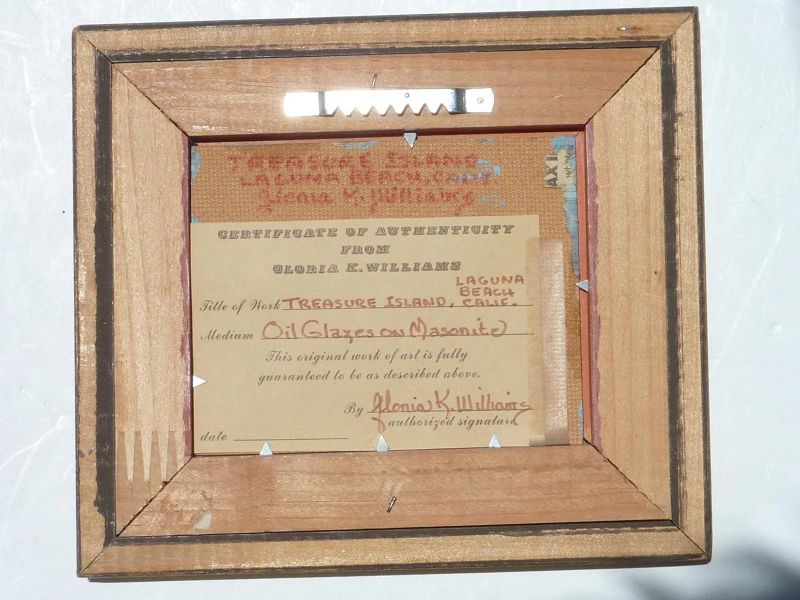 TREASURE ISLAND
LAGUNA BEACH, CALIF
Gloria K. Williams
AXI
CERTIFICATE OF AUTHENTICITY
FROM
GLORIA K. WILLIAMS
Title of Work TREASURE ISLAND, LAGUNA BEACH CALIF.
Medium Oil Glazes on Masonite
This original work of art is fully
guaranteed to be as described above.
By Gloria K. Williams
authorized signature
date